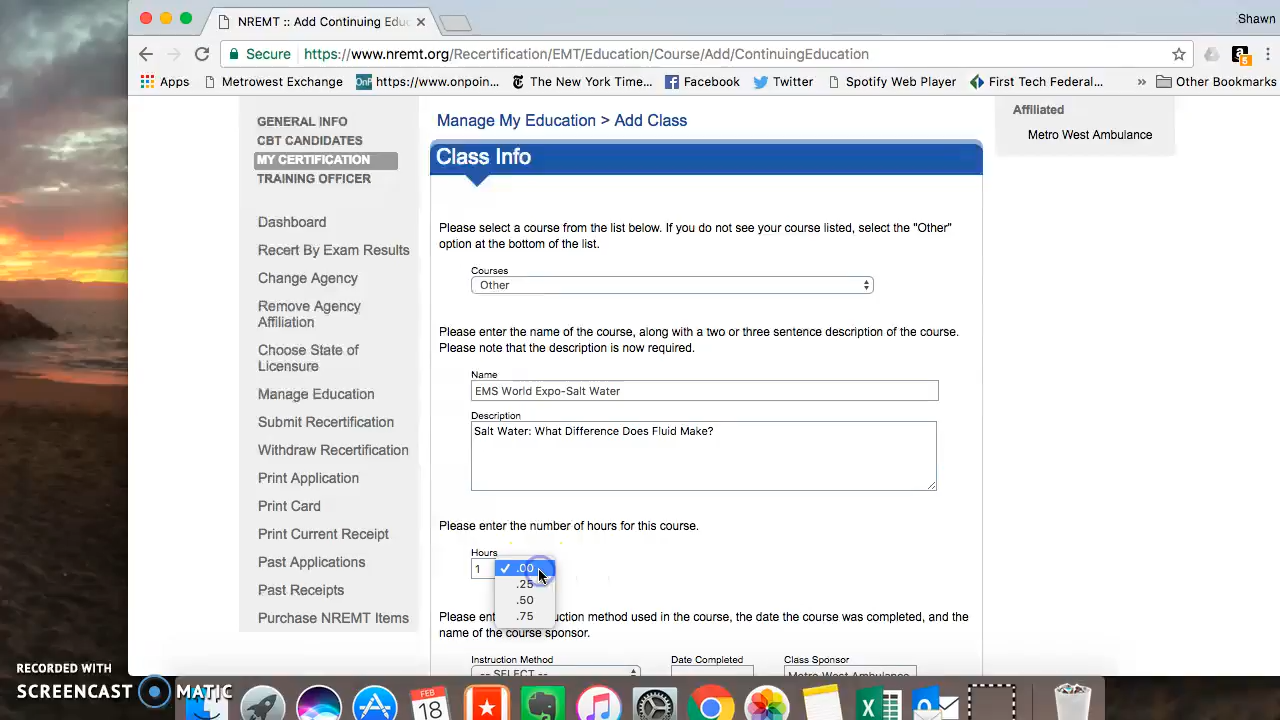 NREMT :: Add Continuing Educ
Shawn
Secure
https://www.nremt.org/Recertification/EMT/Education/Course/Add/ContinuingEducation
Apps
Metrowest Exchange
https://www.onpoin...
The New York Time...
Facebook
Twitter
Spotify Web Player
First Tech Federal...
»
Other Bookmarks
GENERAL INFO
CBT CANDIDATES
MY CERTIFICATION
TRAINING OFFICER
Dashboard
Recert By Exam Results
Change Agency
Remove Agency
Affiliation
Choose State of
Licensure
Manage Education
Submit Recertification
Withdraw Recertification
Print Application
Print Card
Print Current Receipt
Past Applications
Past Receipts
Purchase NREMT Items
Manage My Education > Add Class
Class Info
Please select a course from the list below. If you do not see your course listed, select the "Other"
option at the bottom of the list.
Courses
Other
Please enter the name of the course, along with a two or three sentence description of the course.
Please note that the description is now required.
Name
EMS World Expo-Salt Water
Description
Salt Water: What Difference Does Fluid Make?
Please enter the number of hours for this course.
Hours
1
✓ .00
.25
.50
.75
Please ent
uction method used in the course, the date the course was completed, and the
name of the course sponsor.
Instruction Method
Date Completed
Class Sponsor
-- SELECT --
Metro West Ambulance
Affiliated
Metro West Ambulance
RECORDED WITH
SCREENCAST MATIC
FEB
18
5